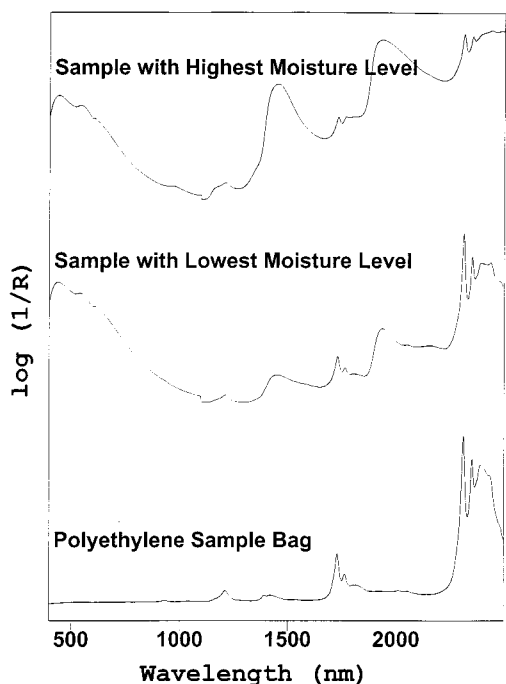 Sample with Highest Moisture Level
Sample with Lowest Moisture Level
log (1/R)
Polyethylene Sample Bag
500 1000 1500 2000
Wavelength (nm)